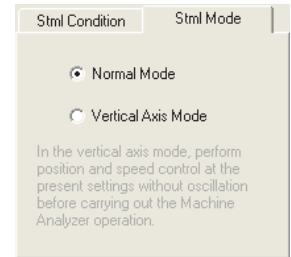 Stml Condition Stml Mode
Normal Mode
Vertical Axis Mode
In the vertical axis mode, perform
position and speed control at the
present settings without oscillation
before carrying out the Machine
Analyzer operation.